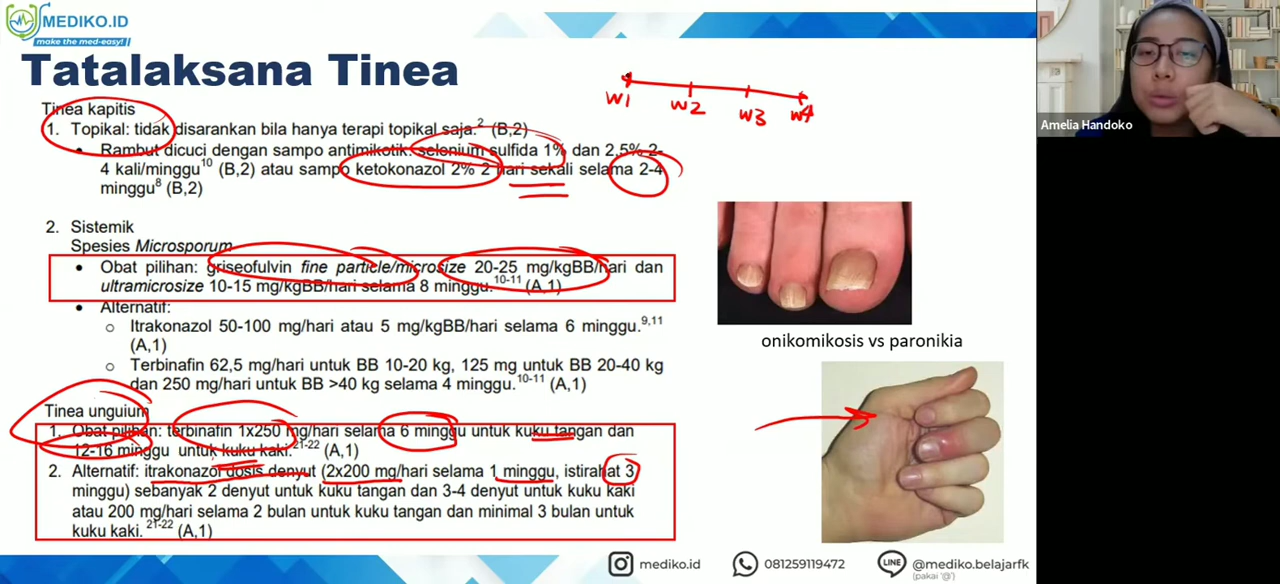 MEDIKO.ID
make the med-easy!
Tatalaksana Tinea
W1 W2 W3 W4
Tinea kapitis
1. Topikal: tidak disarankan bila hanya terapi topikal saja.2 (B,2)
• Rambut dicuci dengan sampo antimikotik: selenium sulfida 1% dan 2,5% 2-
4 kali/minggu10 (B,2) atau sampo ketokonazol 2% 2 hari sekali selama 2-4
minggu8 (B,2)
2. Sistemik
Spesies Microsporum
• Obat pilihan: griseofulvin fine particle/microsize 20-25 mg/kgBB/hari dan
ultramicrosize 10-15 mg/kgBB/hari selama 8 minggu.10-11 (A,1)
• Alternatif:
o Itrakonazol 50-100 mg/hari atau 5 mg/kgBB/hari selama 6 minggu.9,11
(A,1)
o Terbinafin 62,5 mg/hari untuk BB 10-20 kg, 125 mg untuk BB 20-40 kg
dan 250 mg/hari untuk BB >40 kg selama 4 minggu.10-11 (A,1)
Tinea unguium
1. Obat pilihan: terbinafin 1x250 mg/hari selama 6 minggu untuk kuku tangan dan
12-16 minggu untuk kuku kaki.21-22 (A,1)
2. Alternatif: itrakonazol dosis denyut (2x200 mg/hari selama 1 minggu, istirahat 3
minggu) sebanyak 2 denyut untuk kuku tangan dan 3-4 denyut untuk kuku kaki
atau 200 mg/hari selama 2 bulan untuk kuku tangan dan minimal 3 bulan untuk
kuku kaki.21-22 (A,1)
onikomikosis vs paronikia
Amelia Handoko
mediko.id
081259119472
LINE
@mediko.belajarfk
(pakai '@')